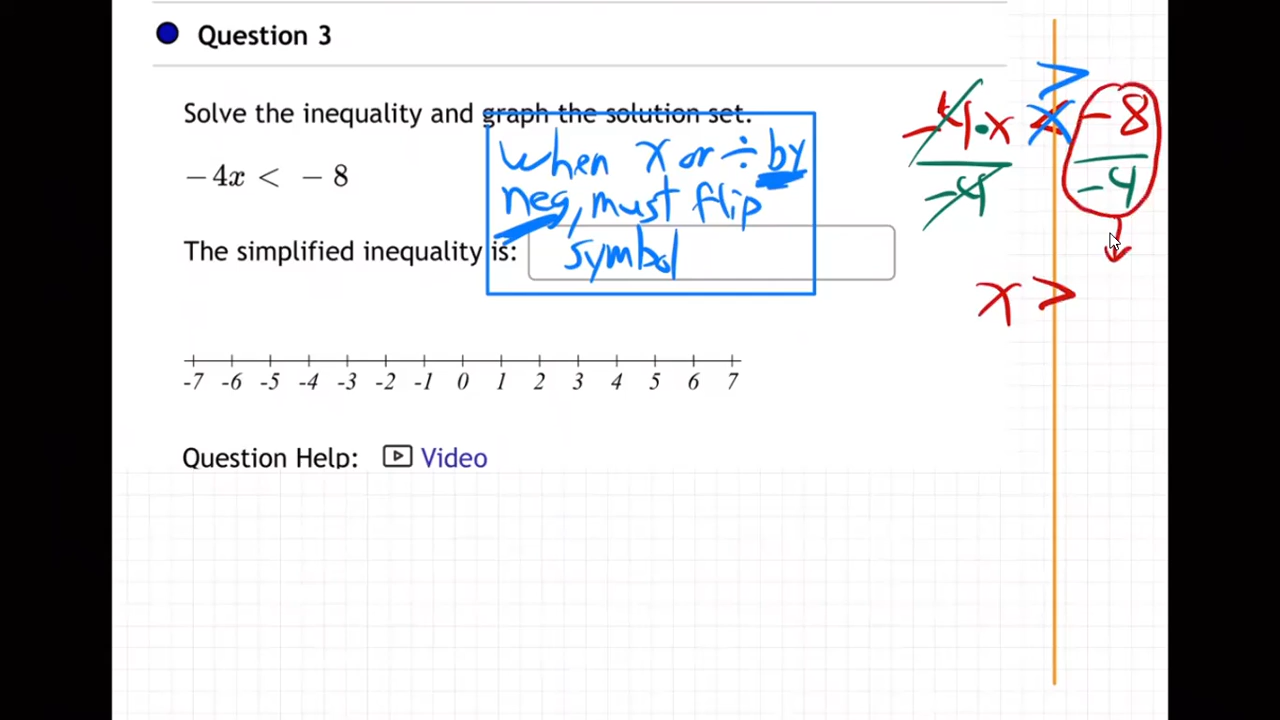 Question 3
Solve the inequality and graph the solution set.
-4x < -8
When x or ÷ by
neg, must flip
symbol
The simplified inequality is:
-7 -6 -5 -4 -3 -2 -1 0 1 2 3 4 5 6 7
Question Help: Video
>
-4·x < -8
-4 -4
x >